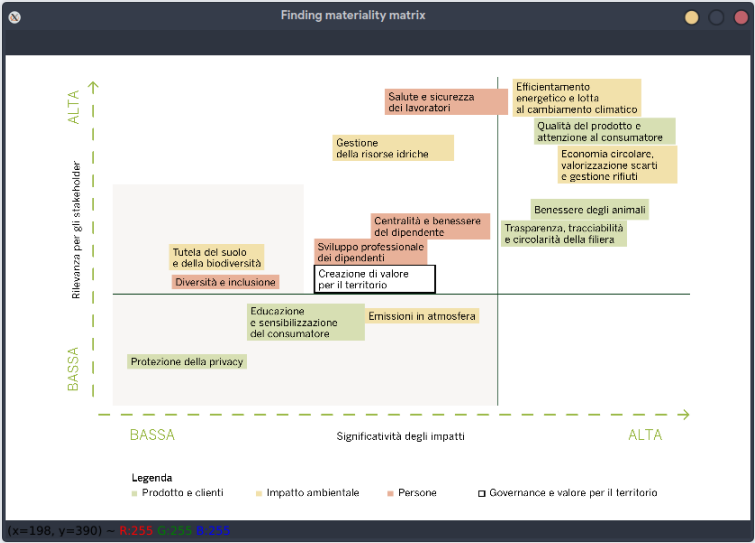 Finding materiality matrix
ALTA
Rilevanza per gli stakeholder
BASSA
Salute e sicurezza
dei lavoratori
Efficientamento
energetico e lotta
al cambiamento climatico
Qualità del prodotto e
attenzione al consumatore
Gestione
della risorse idriche
Economia circolare,
valorizzazione scarti
e gestione rifiuti
Benessere degli animali
Centralità e benessere
del dipendente
Trasparenza, tracciabilità
e circolarità della filiera
Sviluppo professionale
dei dipendenti
Tutela del suolo
e della biodiversità
Creazione di valore
per il territorio
Diversità e inclusione
Educazione
e sensibilizzazione
del consumatore
Emissioni in atmosfera
Protezione della privacy
BASSA
Significatività degli impatti
ALTA
Legenda
Prodotto e clienti
Impatto ambientale
Persone
Governance e valore per il territorio
(x=198, y=390) ~ R:255 G:255 B:255